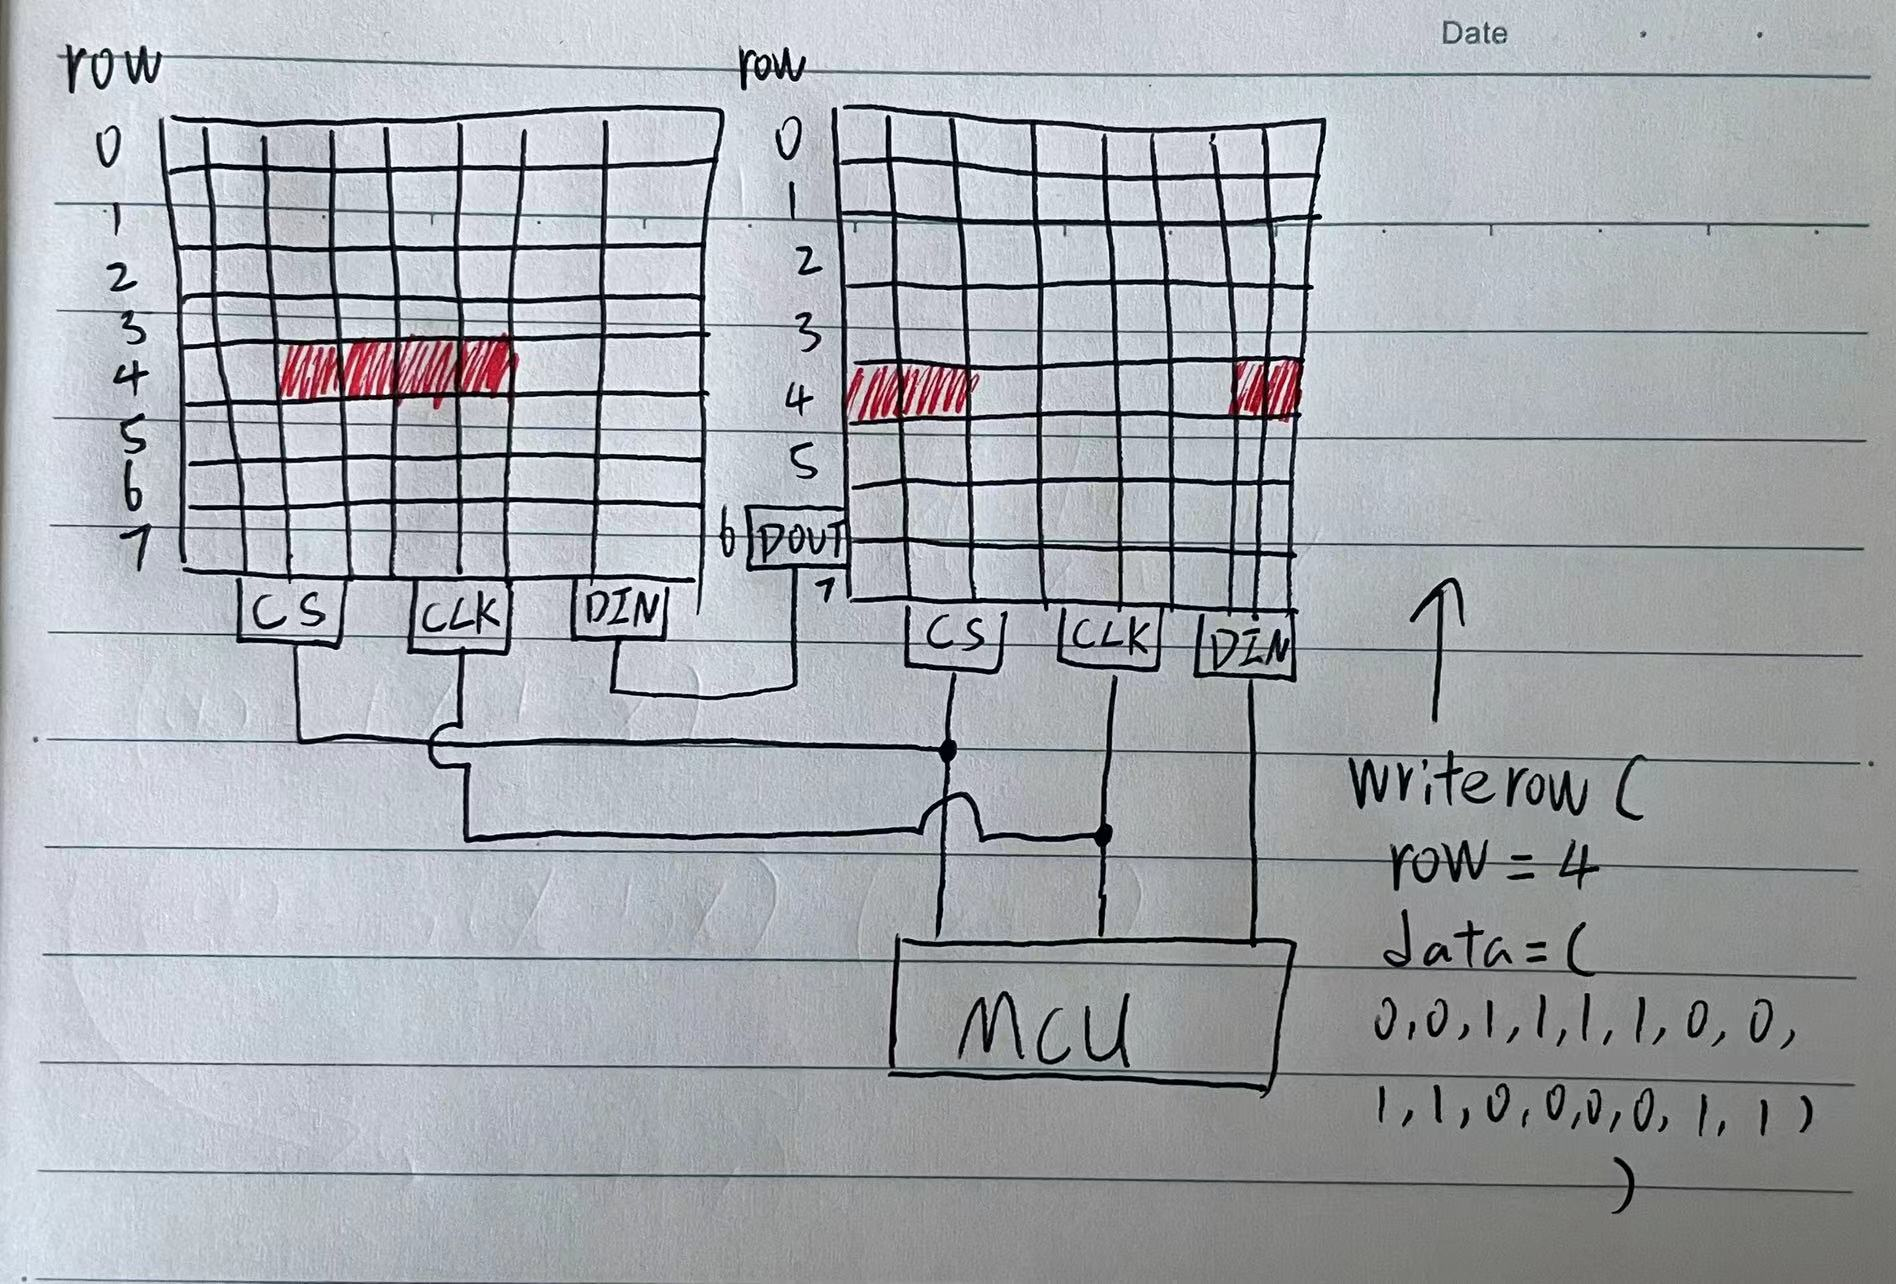 Date
row
0
1
2
3
4
5
6
7
CS
CLK
DIN
row
0
1
2
3
4
5
6
7
DOUT
CS
CLK
DIN
MCU
writerow (
row = 4
data = (
0, 0, 1, 1, 1, 1, 0, 0,
1, 1, 0, 0, 0, 0, 1, 1 )
)